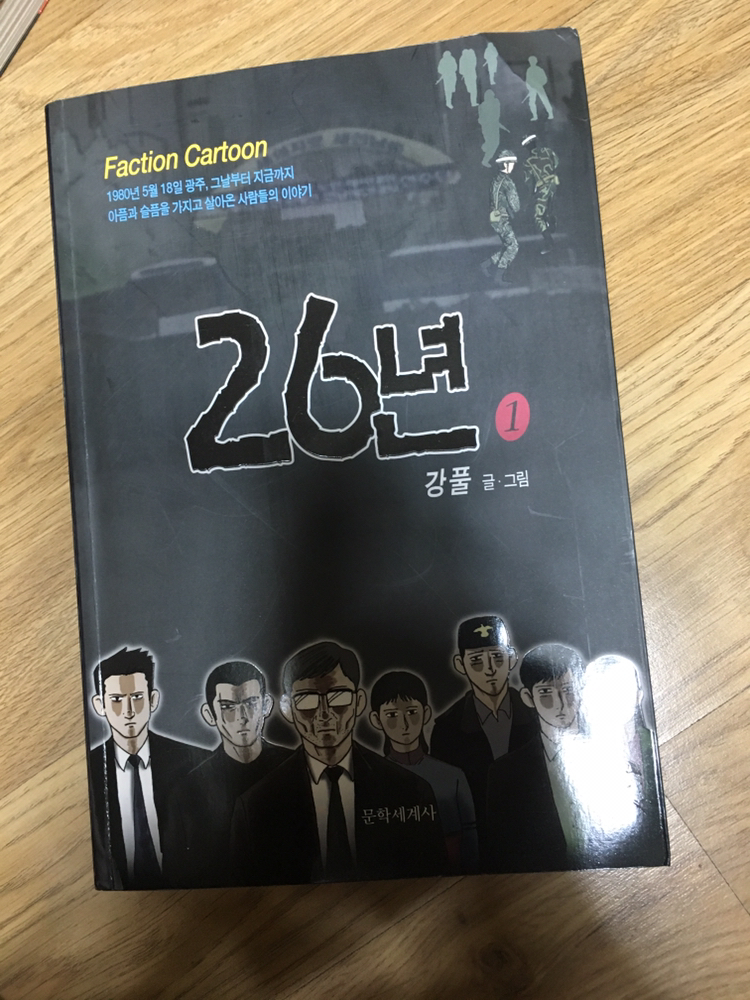 Faction Cartoon
1980년 5월 18일 광주, 그날부터 지금까지
아픔과 슬픔을 가지고 살아온 사람들의 이야기
26년
1
강풀 글·그림
문학세계사